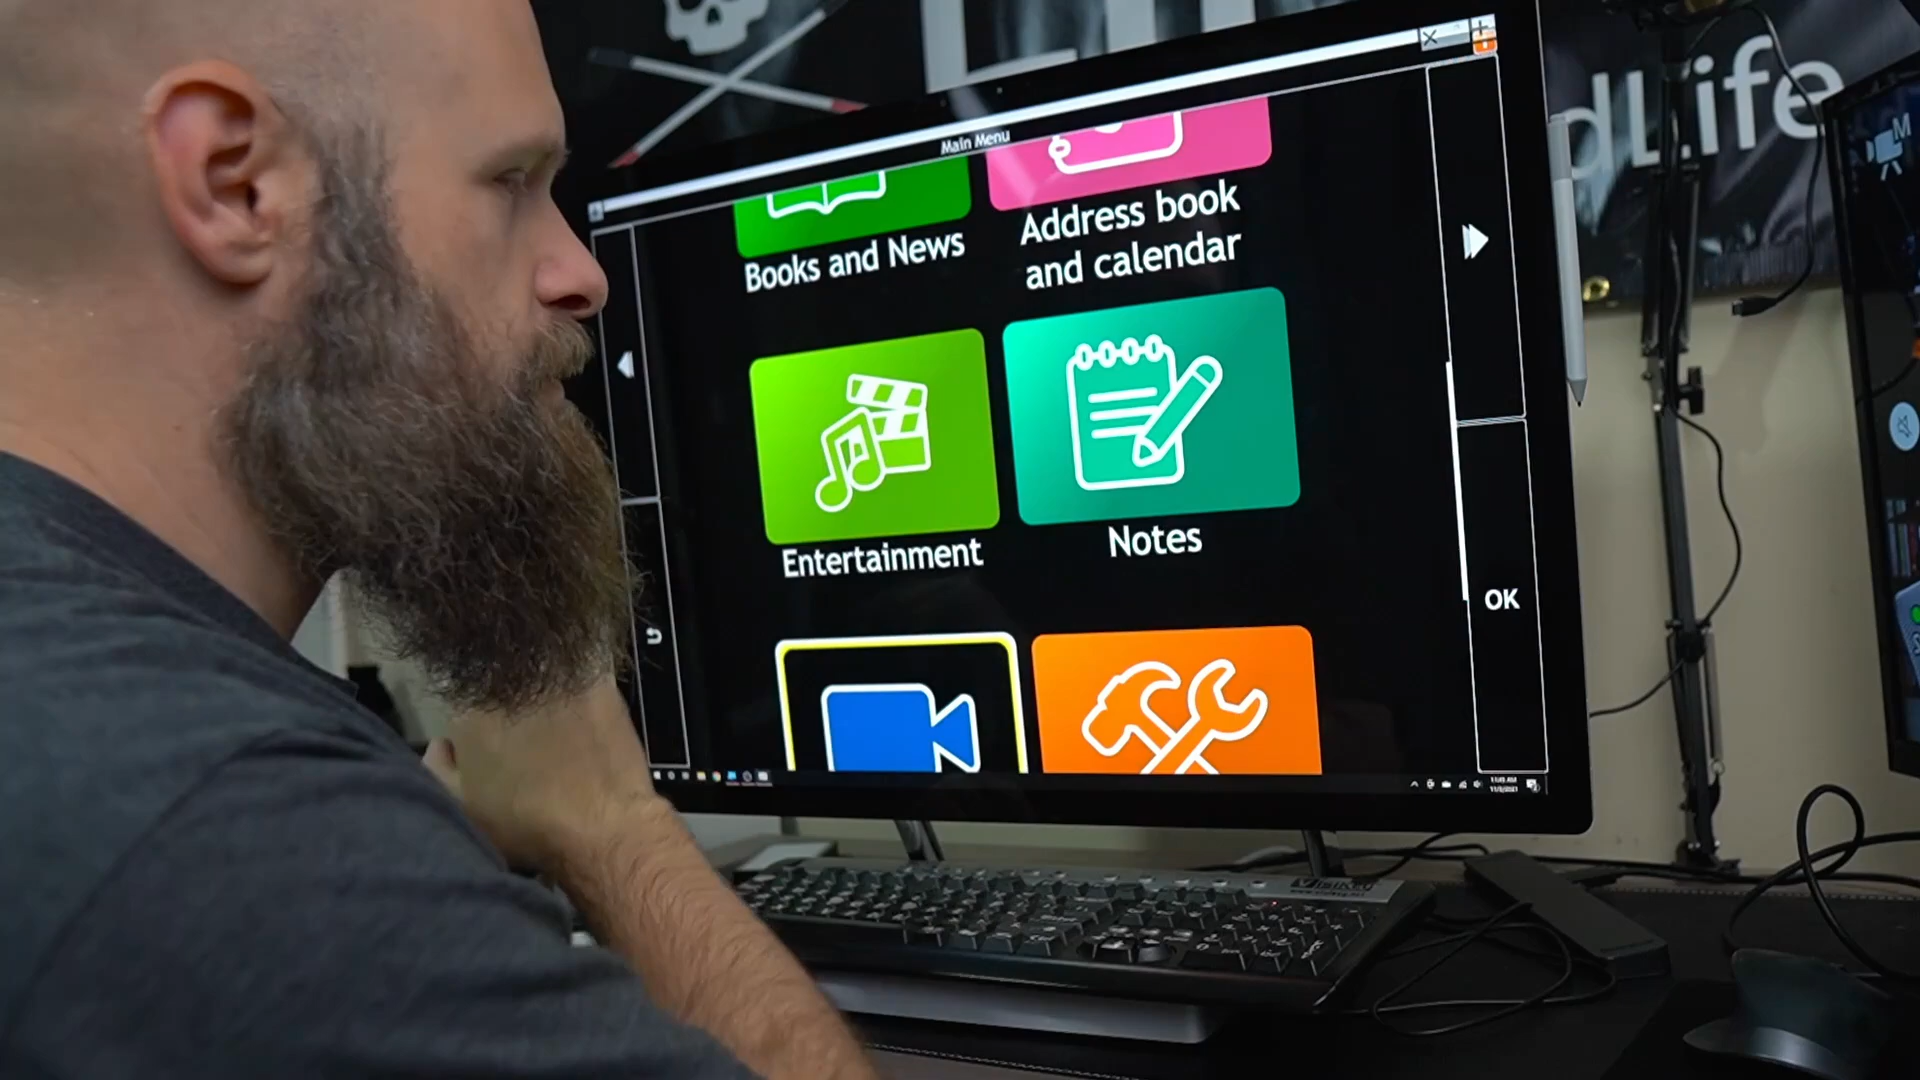 dLife
Main Menu
Books and News
Address book
and calendar
Entertainment
Notes
OK
M